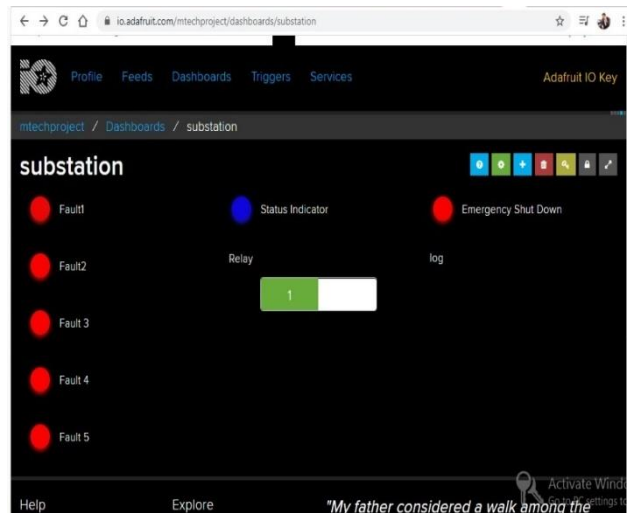 io.adafruit.com/mtechproject/dashboards/substation
Profile Feeds Dashboards Triggers Services Adafruit IO Key
mtechproject / Dashboards / substation
substation
Fault1 Status Indicator Emergency Shut Down
Fault2 Relay log
1
Fault 3
Fault 4
Fault 5
Activate Windo
Go to PC settings to
Help Explore "My father considered a walk among the